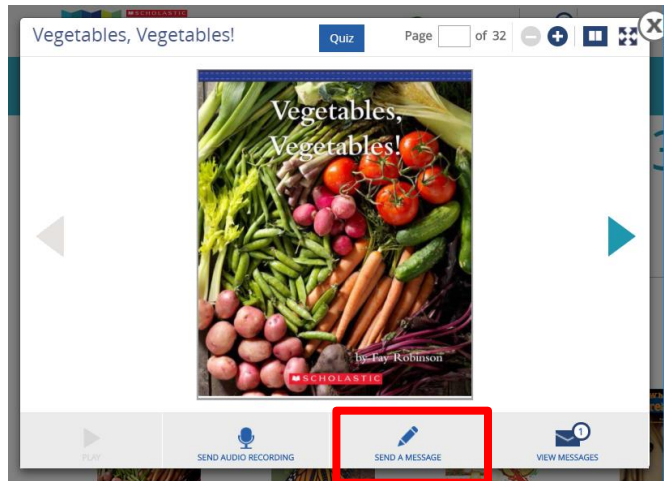 SCHOLASTIC
Vegetables, Vegetables!
Quiz
Page of 32
X
Vegetables,
Vegetables!
by Fay Robinson
SCHOLASTIC
PLAY
SEND AUDIO RECORDING
SEND A MESSAGE
1
VIEW MESSAGES